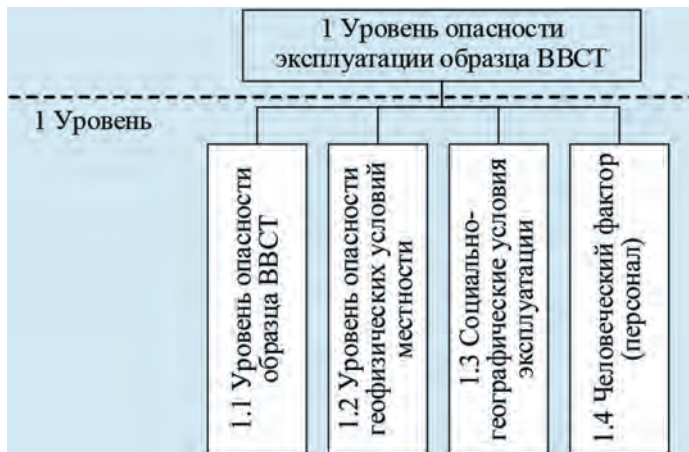 1 Уровень опасности
эксплуатации образца ВВСТ
1 Уровень
1.1 Уровень опасности
образца ВВСТ
1.2 Уровень опасности
геофизических условий
местности
1.3 Социально-
географические условия
эксплуатации
1.4 Человеческий фактор
(персонал)